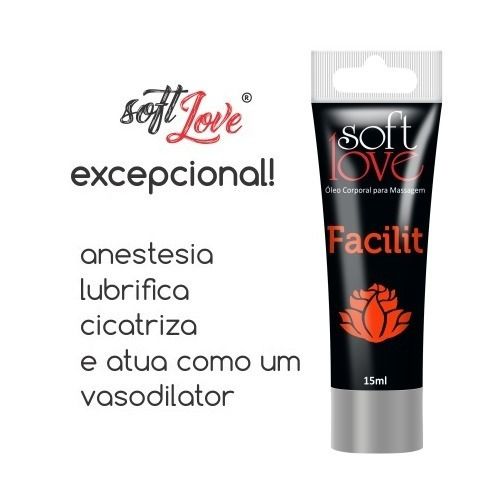 soft Love ®
excepcional!
anestesia
lubrifica
cicatriza
e atua como um
vasodilator
soft
love
Óleo Corporal para Massagem
Facilit
15ml